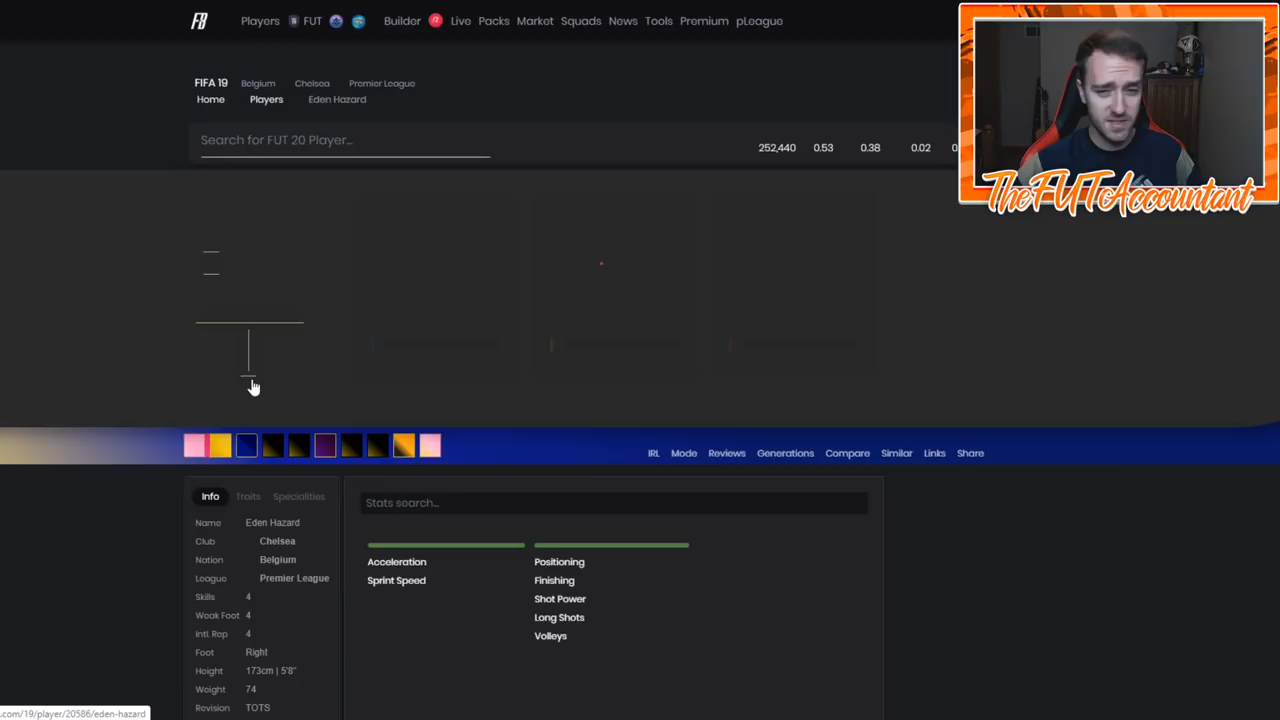 FB Players FUT Builder Live Packs Market Squads News Tools Premium pLeague
FIFA 19 Belgium Chelsea Premier League
Home Players Eden Hazard
Search for FUT 20 Player...
252,440 0.53 0.38 0.02
TheFUTAccountant
IRL Mode Reviews Generations Compare Similar Links Share
Info Traits Specialities
Stats search...
Name Eden Hazard
Club Chelsea
Nation Belgium
League Premier League
Skills 4
Weak Foot 4
Intl. Rep 4
Foot Right
Height 173cm | 5'8"
Weight 74
Revision TOTS
Acceleration
Sprint Speed
Positioning
Finishing
Shot Power
Long Shots
Volleys
.com/19/player/20586/eden-hazard